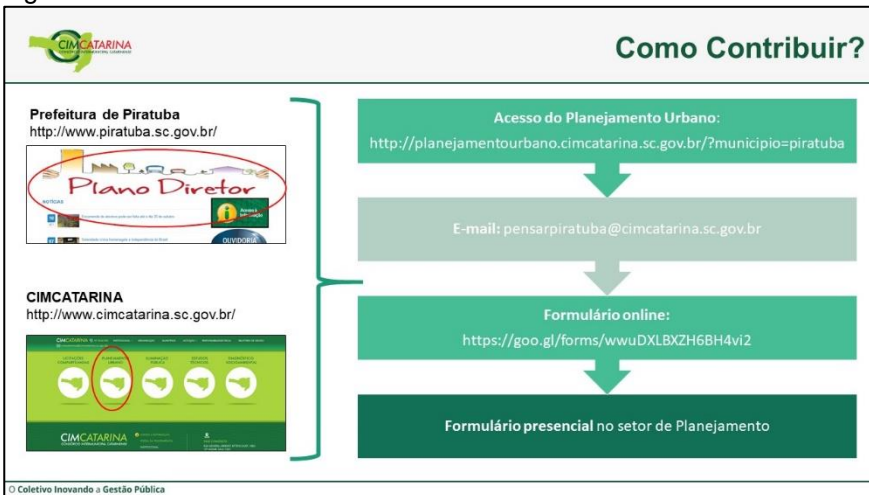 CIMCATARINA
Como Contribuir?
Prefeitura de Piratuba
http://www.piratuba.sc.gov.br/
Plano Diretor
NOTÍCIAS
Acesso à
Informação
OUVIDORIA
CIMCATARINA
http://www.cimcatarina.sc.gov.br/
CIMCATARINA
Acesso do Planejamento Urbano:
http://planejamentourbano.cimcatarina.sc.gov.br/?municipio=piratuba
E-mail: pensarpiratuba@cimcatarina.sc.gov.br
Formulário online:
https://goo.gl/forms/wwuDXLBXZH6BH4vi2
Formulário presencial no setor de Planejamento
O Coletivo Inovando a Gestão Pública